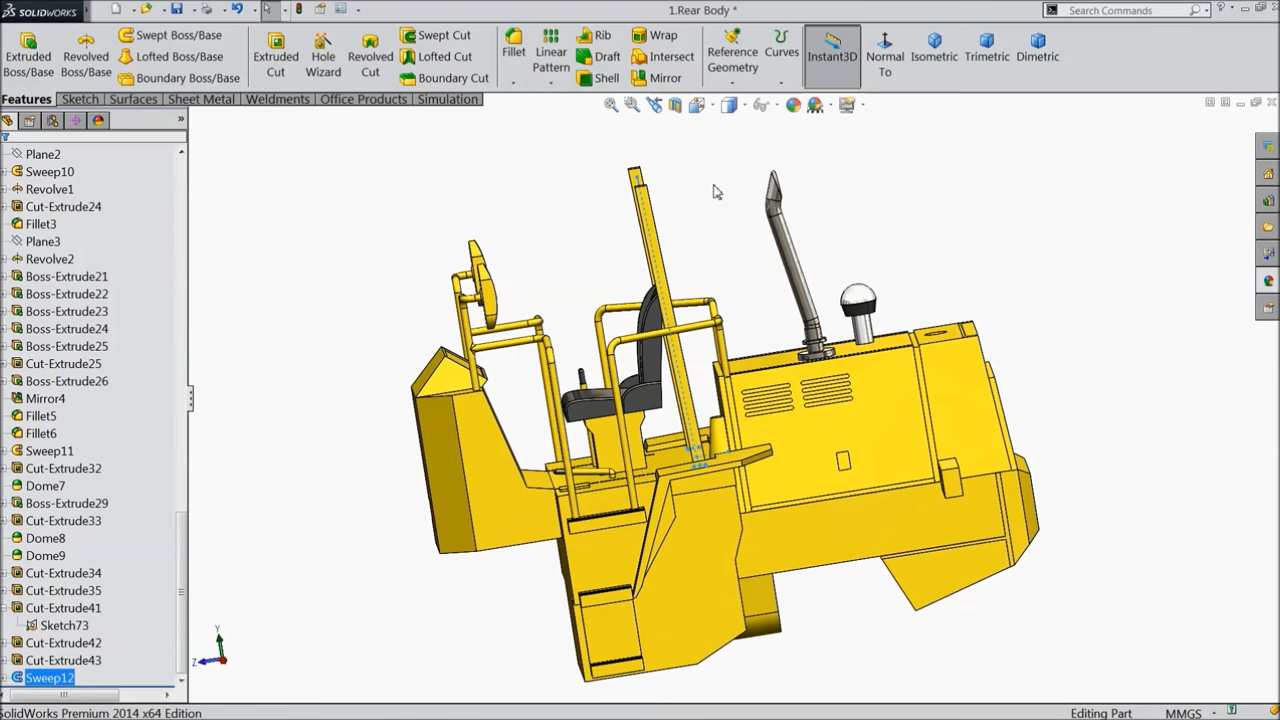 SOLIDWORKS
1.Rear Body *
Search Commands
Extruded Boss/Base
Revolved Boss/Base
Swept Boss/Base
Lofted Boss/Base
Boundary Boss/Base
Extruded Cut
Hole Wizard
Revolved Cut
Swept Cut
Lofted Cut
Boundary Cut
Fillet
Linear Pattern
Rib
Draft
Shell
Wrap
Intersect
Mirror
Reference Geometry
Curves
Instant3D
Normal To
Isometric
Trimetric
Dimetric
Features
Sketch
Surfaces
Sheet Metal
Weldments
Office Products
Simulation
Plane2
Sweep10
Revolve1
Cut-Extrude24
Fillet3
Plane3
Revolve2
Boss-Extrude21
Boss-Extrude22
Boss-Extrude23
Boss-Extrude24
Boss-Extrude25
Cut-Extrude25
Boss-Extrude26
Mirror4
Fillet5
Fillet6
Sweep11
Cut-Extrude32
Dome7
Boss-Extrude29
Cut-Extrude33
Dome8
Dome9
Cut-Extrude34
Cut-Extrude35
Cut-Extrude41
Sketch73
Cut-Extrude42
Cut-Extrude43
Sweep12
Y
Z
SolidWorks Premium 2014 x64 Edition
Editing Part
MMGS